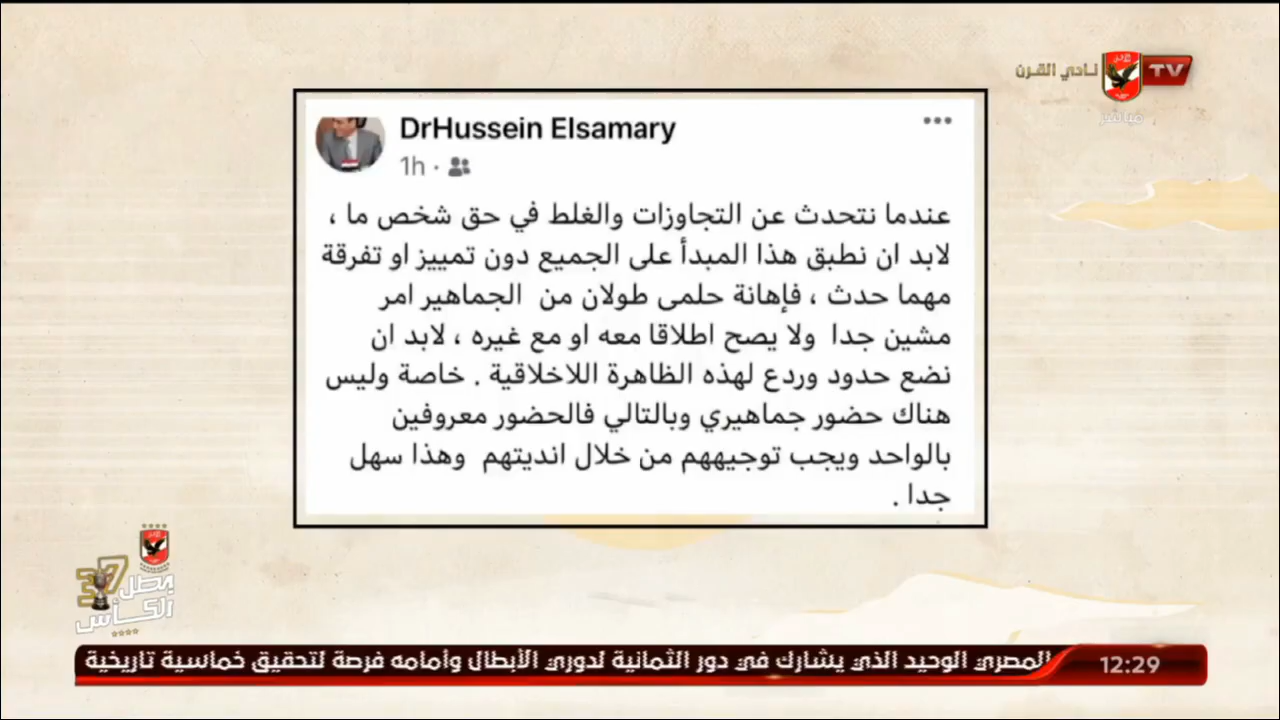 نادي القرن
TV
مباشر
DrHussein Elsamary
1h
عندما نتحدث عن التجاوزات والغلط في حق شخص ما ،
لابد ان نطبق هذا المبدأ على الجميع دون تمييز او تفرقة
مهما حدث ، فإهانة حلمى طولان من الجماهير امر
مشين جدا ولا يصح اطلاقا معه او مع غيره ، لابد ان
نضع حدود وردع لهذه الظاهرة اللاخلاقية . خاصة وليس
هناك حضور جماهيري وبالتالي فالحضور معروفين
بالواحد ويجب توجيههم من خلال انديتهم وهذا سهل
جدا .
37
بطل
الكأس
المصري الوحيد الذي يشارك في دور الثمانية لدوري الأبطال وأمامه فرصة لتحقيق خماسية تاريخية
12:29